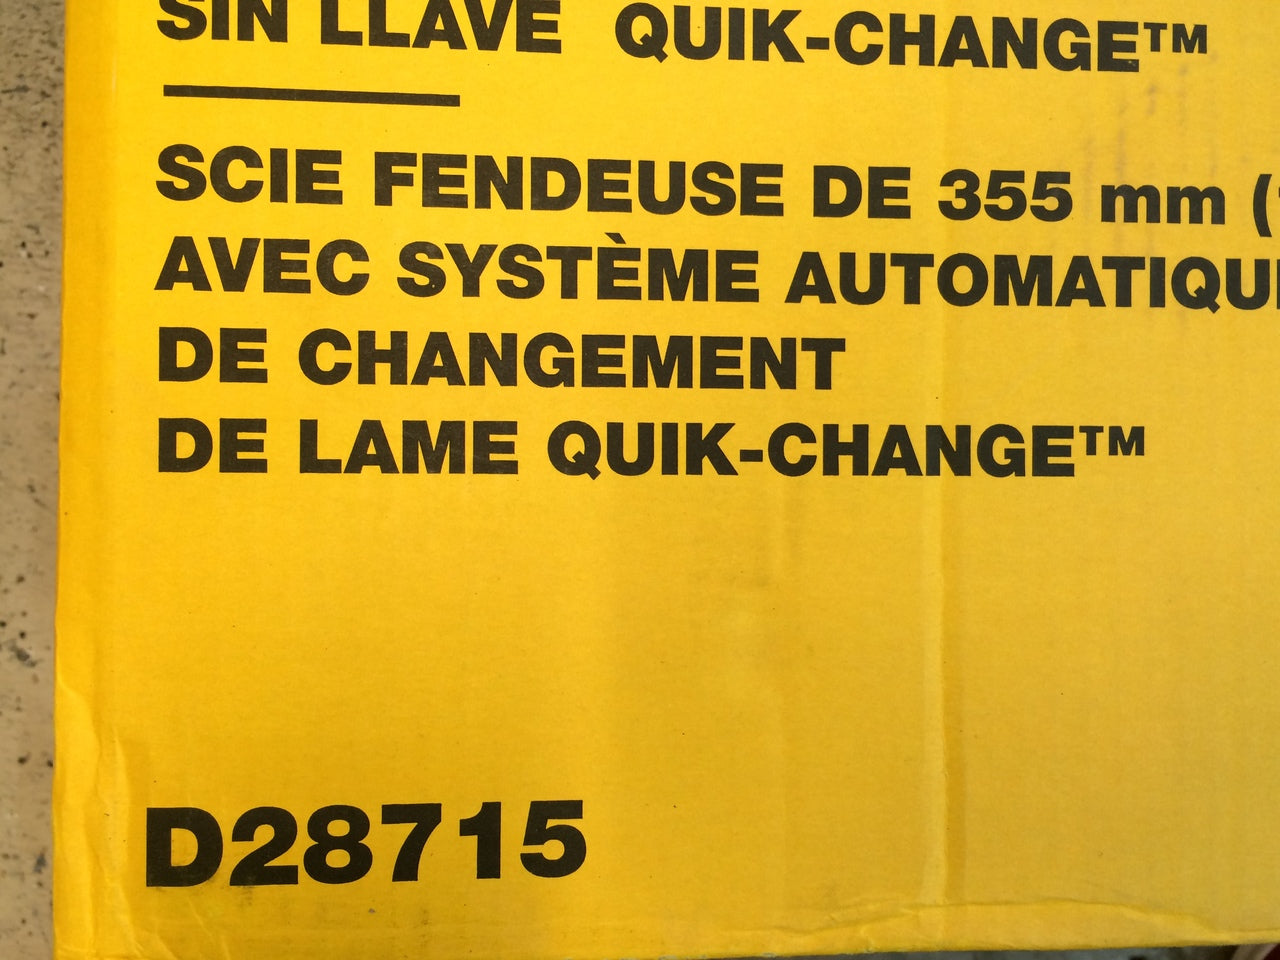 SIN LLAVE QUIK-CHANGE™
SCIE FENDEUSE DE 355 mm (
AVEC SYSTÈME AUTOMATIQU
DE CHANGEMENT
DE LAME QUIK-CHANGE™
D28715